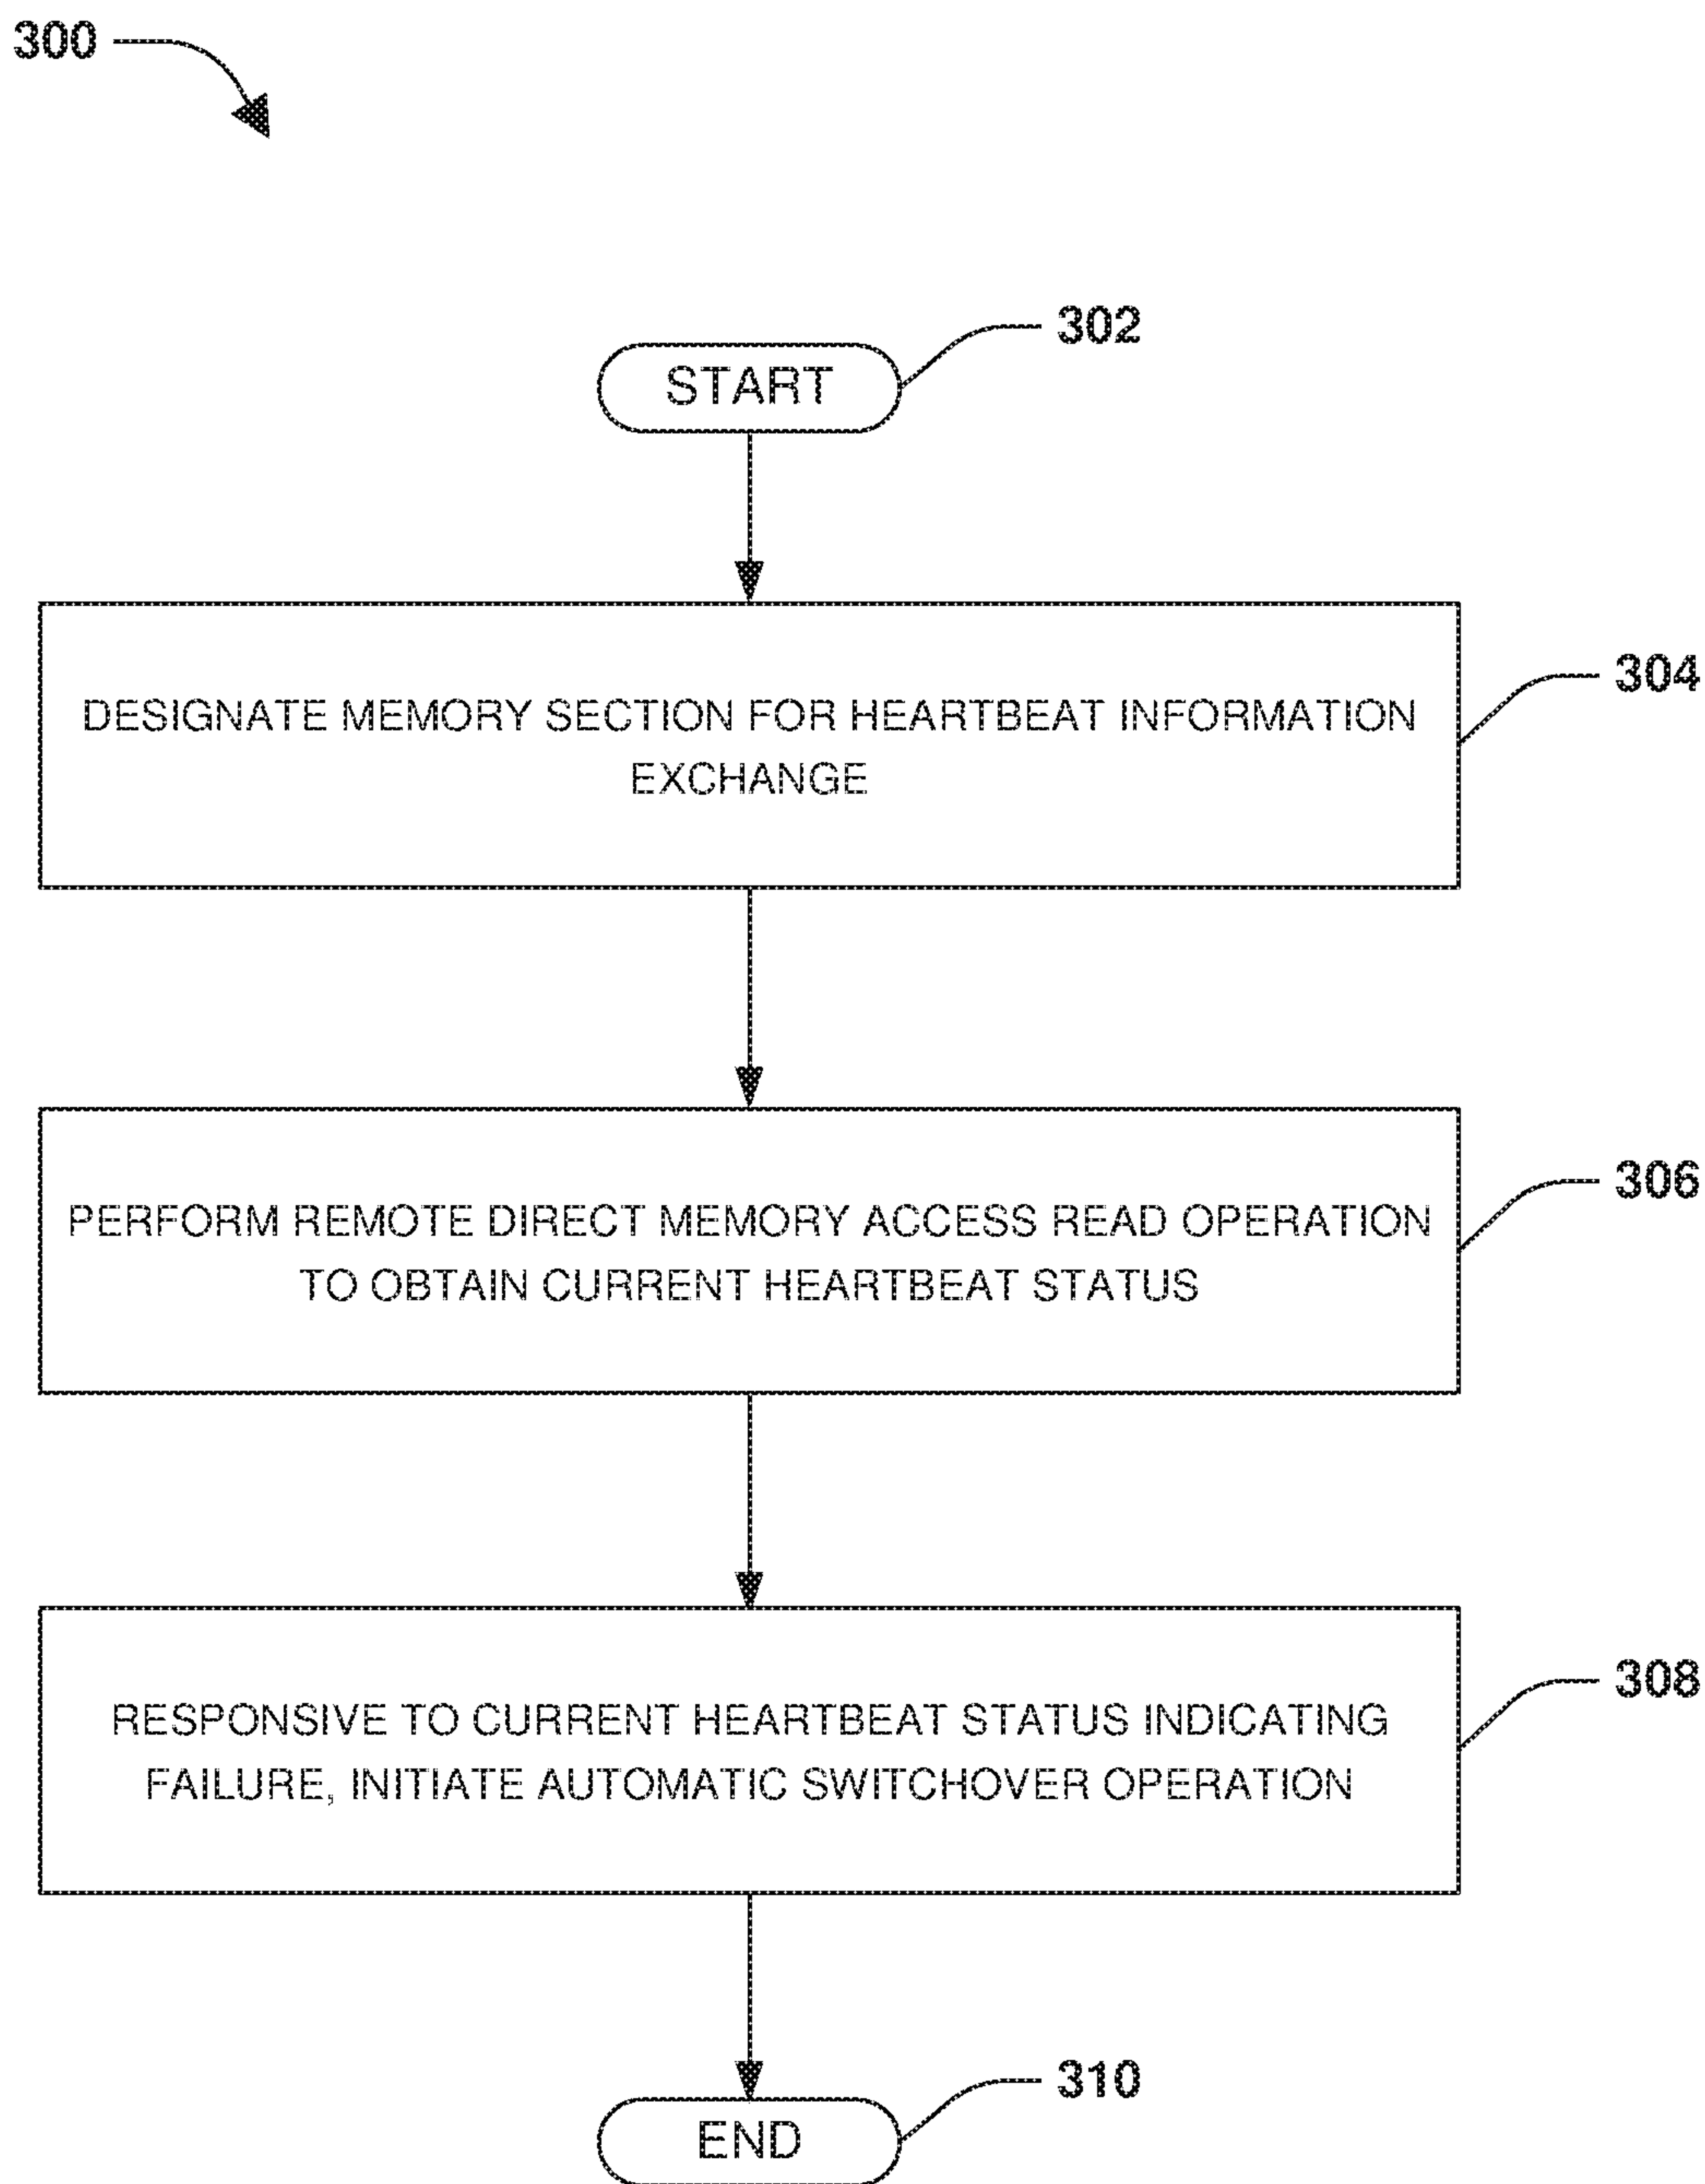 300
302
START
304
DESIGNATE MEMORY SECTION FOR HEARTBEAT INFORMATION
EXCHANGE
306
PERFORM REMOTE DIRECT MEMORY ACCESS READ OPERATION
TO OBTAIN CURRENT HEARTBEAT STATUS
308
RESPONSIVE TO CURRENT HEARTBEAT STATUS INDICATING
FAILURE, INITIATE AUTOMATIC SWITCHOVER OPERATION
310
END